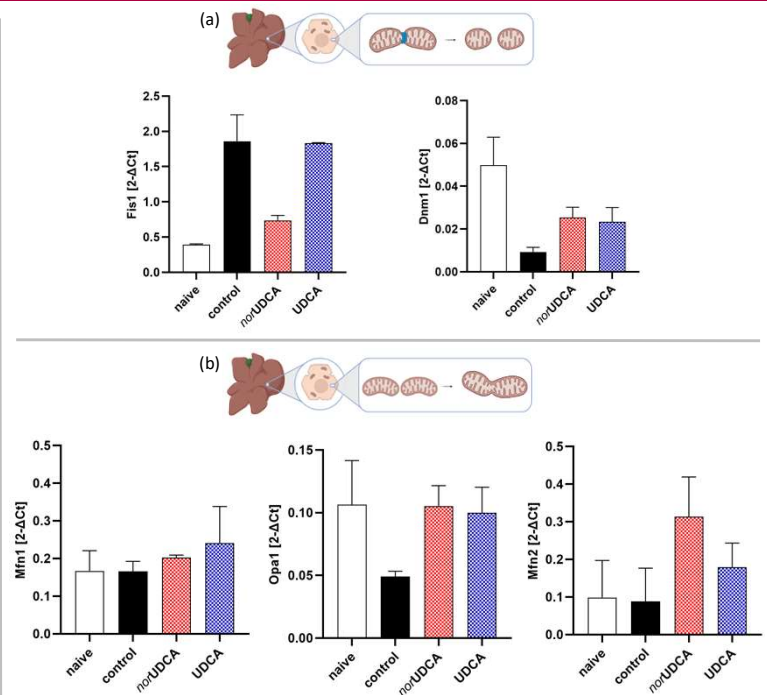 (a)
Fis1 [2-ΔCt]
2.5
2.0
1.5
1.0
0.5
0.0
naive
control
norUDCA
UDCA
Dnm1 [2-ΔCt]
0.08
0.06
0.04
0.02
0.00
naive
control
norUDCA
UDCA
(b)
Mfn1 [2-ΔCt]
0.5
0.4
0.3
0.2
0.1
0.0
naive
control
norUDCA
UDCA
Opa1 [2-ΔCt]
0.15
0.10
0.05
0.00
naive
control
norUDCA
UDCA
Mfn2 [2-ΔCt]
0.5
0.4
0.3
0.2
0.1
0.0
naive
control
norUDCA
UDCA